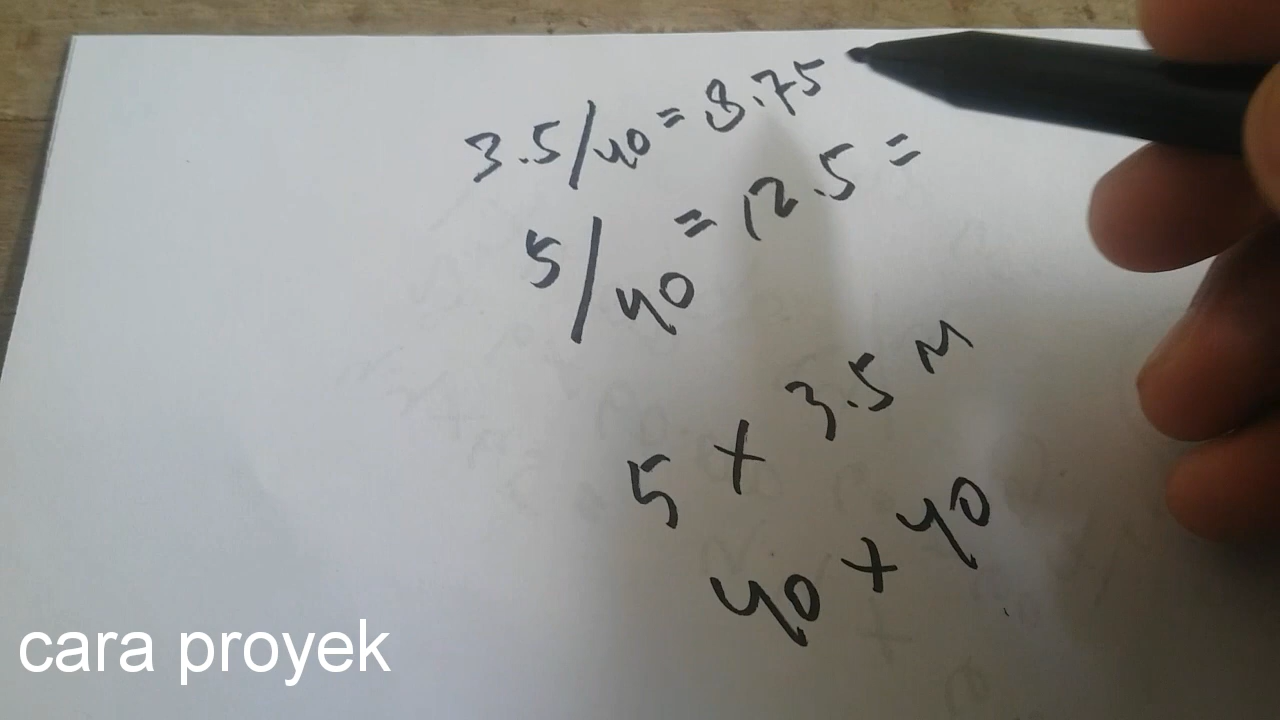 3.5/40 = 8.75
5/40 = 12.5 =
5 x 3.5 M
40 x 40
cara proyek